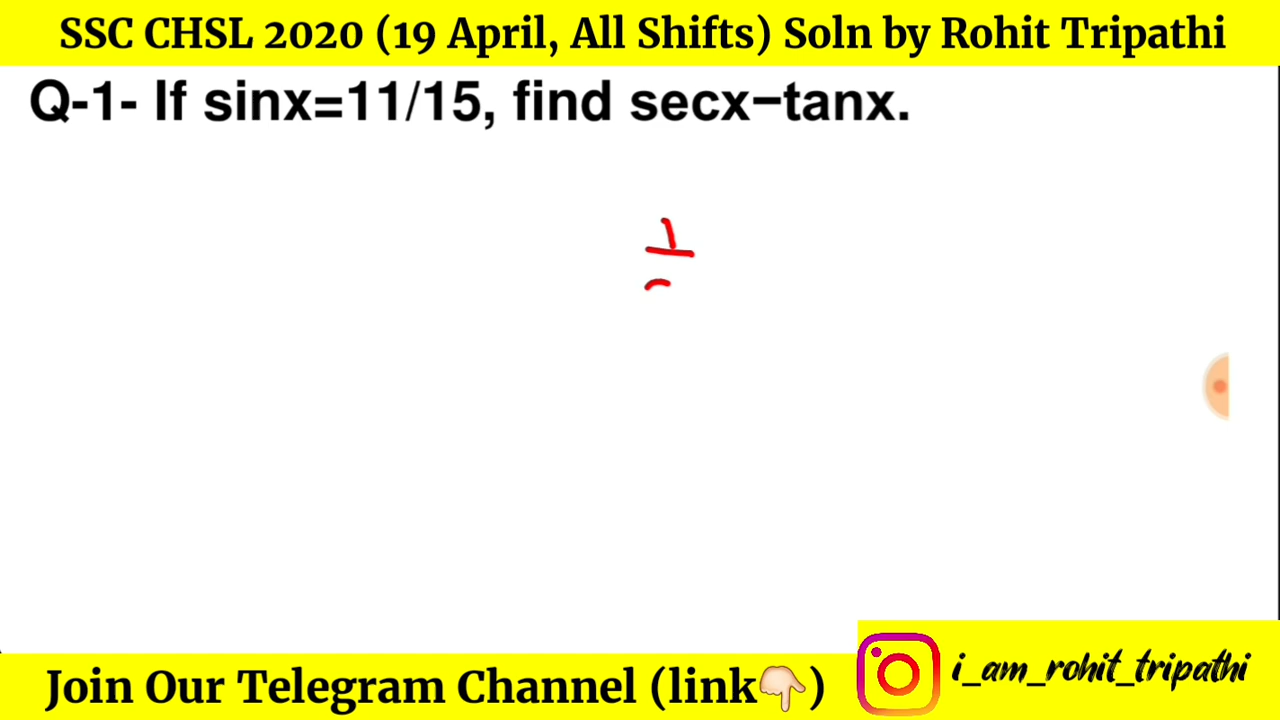 SSC CHSL 2020 (19 April, All Shifts) Soln by Rohit Tripathi
Q-1- If sinx=11/15, find secx−tanx.
1
Join Our Telegram Channel (link👇)
i_am_rohit_tripathi